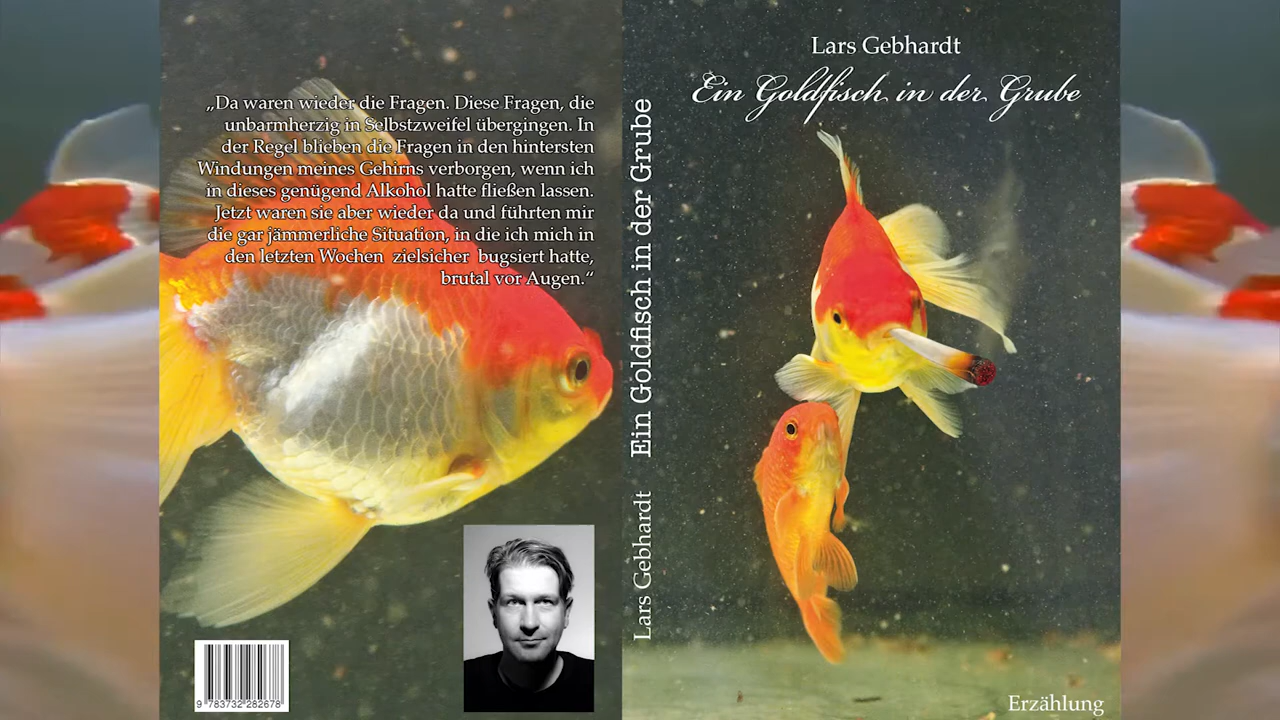 „Da waren wieder die Fragen. Diese Fragen, die
unbarmherzig in Selbstzweifel übergingen. In
der Regel blieben die Fragen in den hintersten
Windungen meines Gehirns verborgen, wenn ich
in dieses genügend Alkohol hatte fließen lassen.
Jetzt waren sie aber wieder da und führten mir
die gar jämmerliche Situation, in die ich mich in
den letzten Wochen zielsicher bugsiert hatte,
brutal vor Augen.“
9 783732 282678
Lars Gebhardt Ein Goldfisch in der Grube
Lars Gebhardt
Ein Goldfisch in der Grube
Erzählung